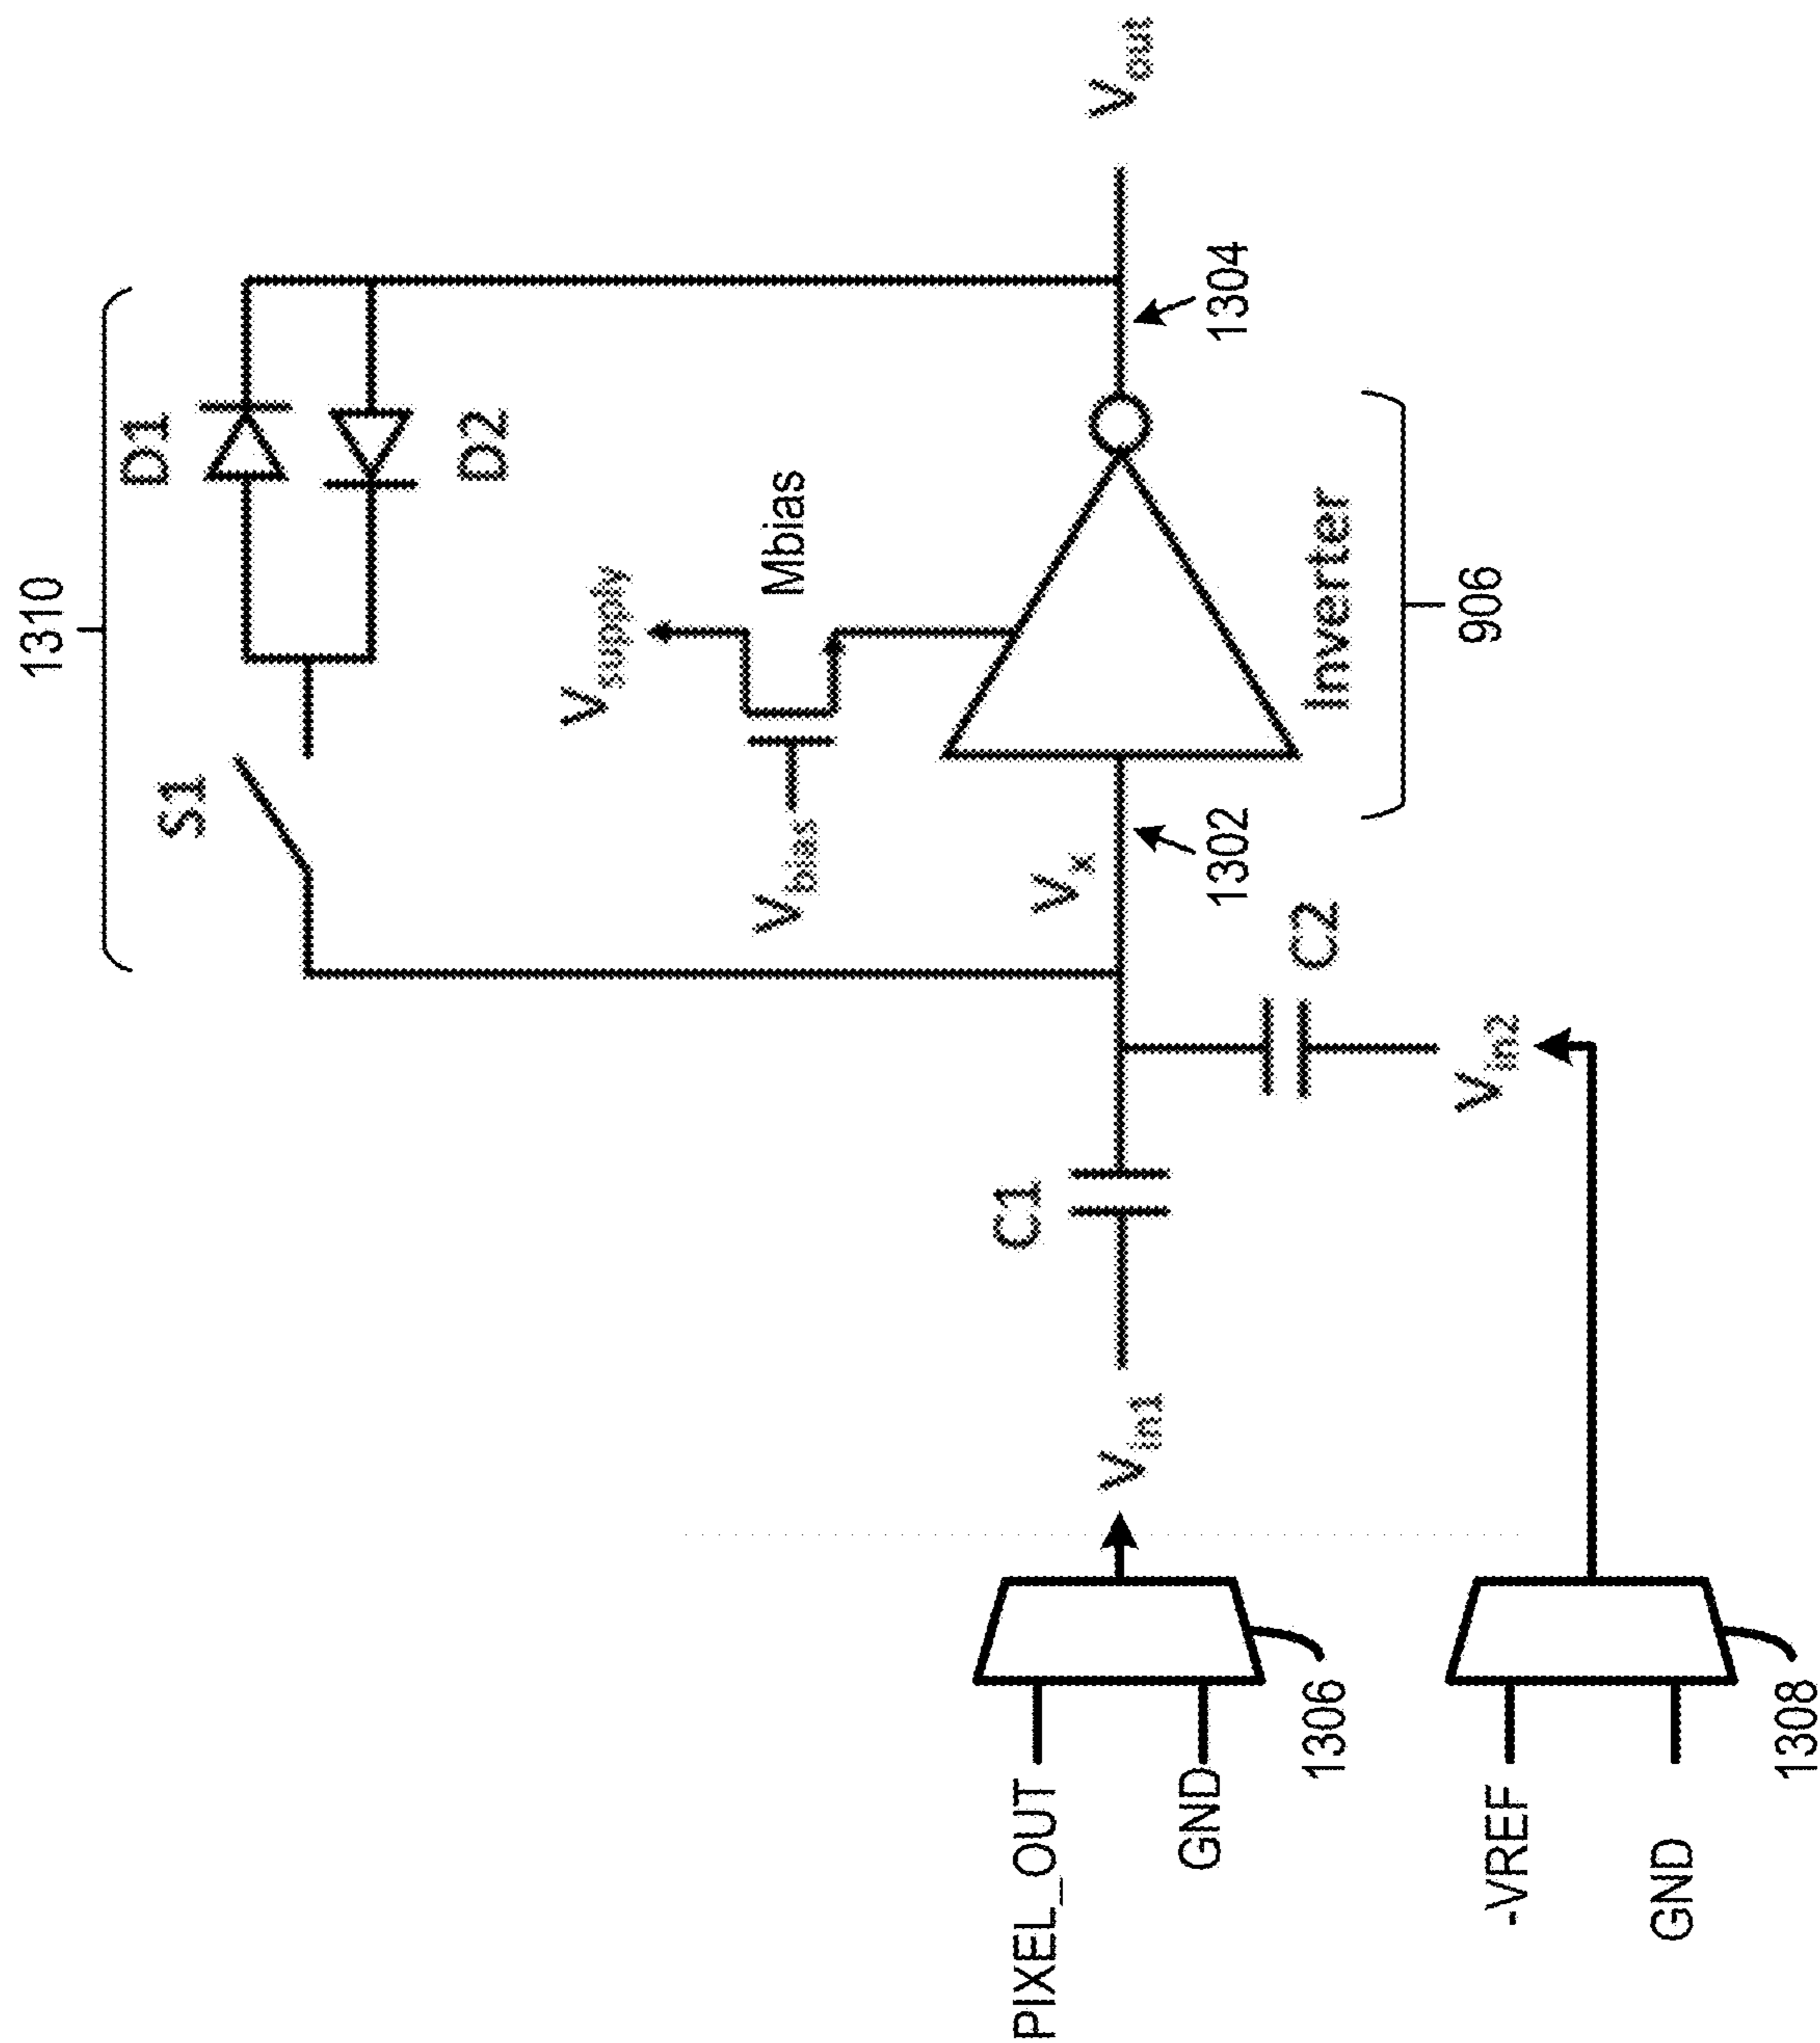 1310
D1
S1
D2
Vsupply
Mbias
Vbias
Vx
1302
1304
Vout
Inverter
906
C1
C2
Vin1
Vin2
PIXEL_OUT
GND
1306
-VREF
GND
1308